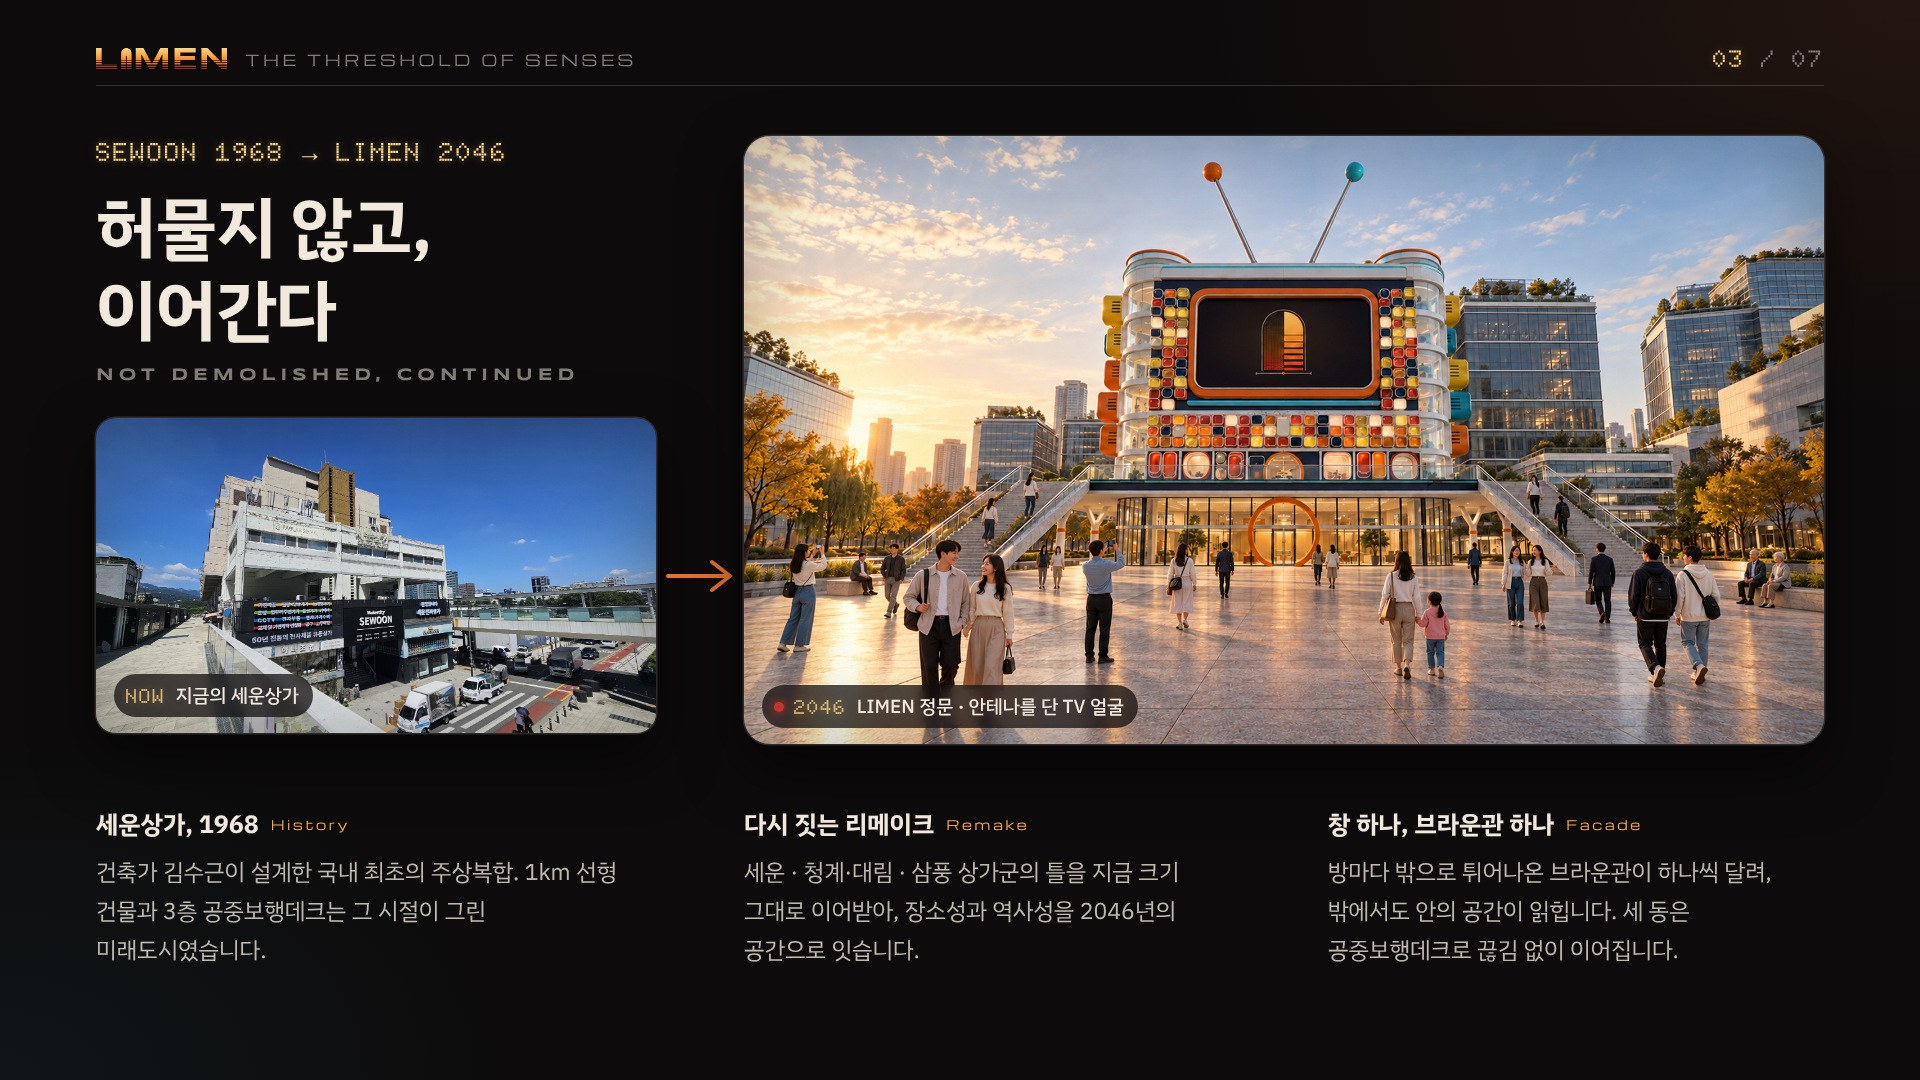 LIMEN THE THRESHOLD OF SENSES
03 / 07
SEWOON 1968 → LIMEN 2046
허물지 않고,
이어간다
NOT DEMOLISHED, CONTINUED
SEWOON
NOW 지금의 세운상가
2046 LIMEN 정문 · 안테나를 단 TV 얼굴
세운상가, 1968 History
건축가 김수근이 설계한 국내 최초의 주상복합. 1km 선형
건물과 3층 공중보행데크는 그 시절이 그린
미래도시였습니다.
다시 짓는 리메이크 Remake
세운 · 청계·대림 · 삼풍 상가군의 틀을 지금 크기
그대로 이어받아, 장소성과 역사성을 2046년의
공간으로 잇습니다.
창 하나, 브라운관 하나 Facade
방마다 밖으로 튀어나온 브라운관이 하나씩 달려,
밖에서도 안의 공간이 읽힙니다. 세 동은
공중보행데크로 끊김 없이 이어집니다.